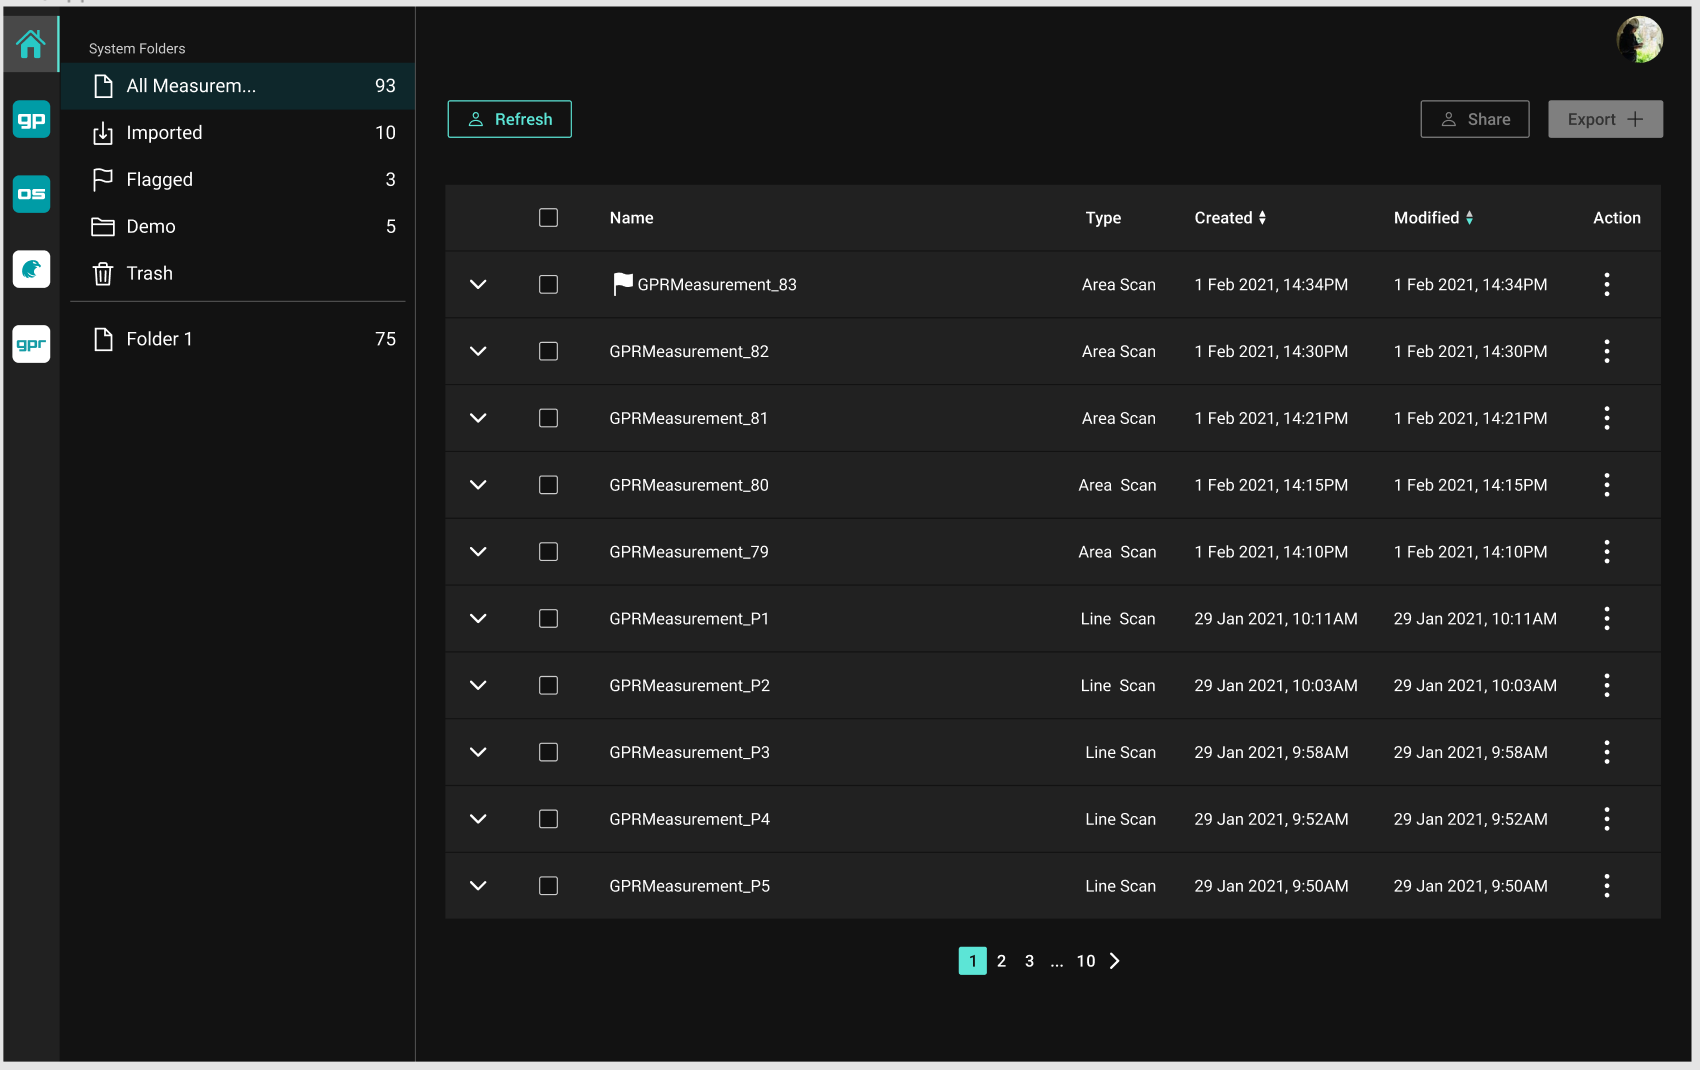 System Folders
All Measurem... 93
Imported 10
Flagged 3
Demo 5
Trash
Folder 1 75
gp
os
gpr
Refresh
Share
Export
Name Type Created Modified Action
GPRMeasurement_83 Area Scan 1 Feb 2021, 14:34PM 1 Feb 2021, 14:34PM
GPRMeasurement_82 Area Scan 1 Feb 2021, 14:30PM 1 Feb 2021, 14:30PM
GPRMeasurement_81 Area Scan 1 Feb 2021, 14:21PM 1 Feb 2021, 14:21PM
GPRMeasurement_80 Area Scan 1 Feb 2021, 14:15PM 1 Feb 2021, 14:15PM
GPRMeasurement_79 Area Scan 1 Feb 2021, 14:10PM 1 Feb 2021, 14:10PM
GPRMeasurement_P1 Line Scan 29 Jan 2021, 10:11AM 29 Jan 2021, 10:11AM
GPRMeasurement_P2 Line Scan 29 Jan 2021, 10:03AM 29 Jan 2021, 10:03AM
GPRMeasurement_P3 Line Scan 29 Jan 2021, 9:58AM 29 Jan 2021, 9:58AM
GPRMeasurement_P4 Line Scan 29 Jan 2021, 9:52AM 29 Jan 2021, 9:52AM
GPRMeasurement_P5 Line Scan 29 Jan 2021, 9:50AM 29 Jan 2021, 9:50AM
1 2 3 ... 10